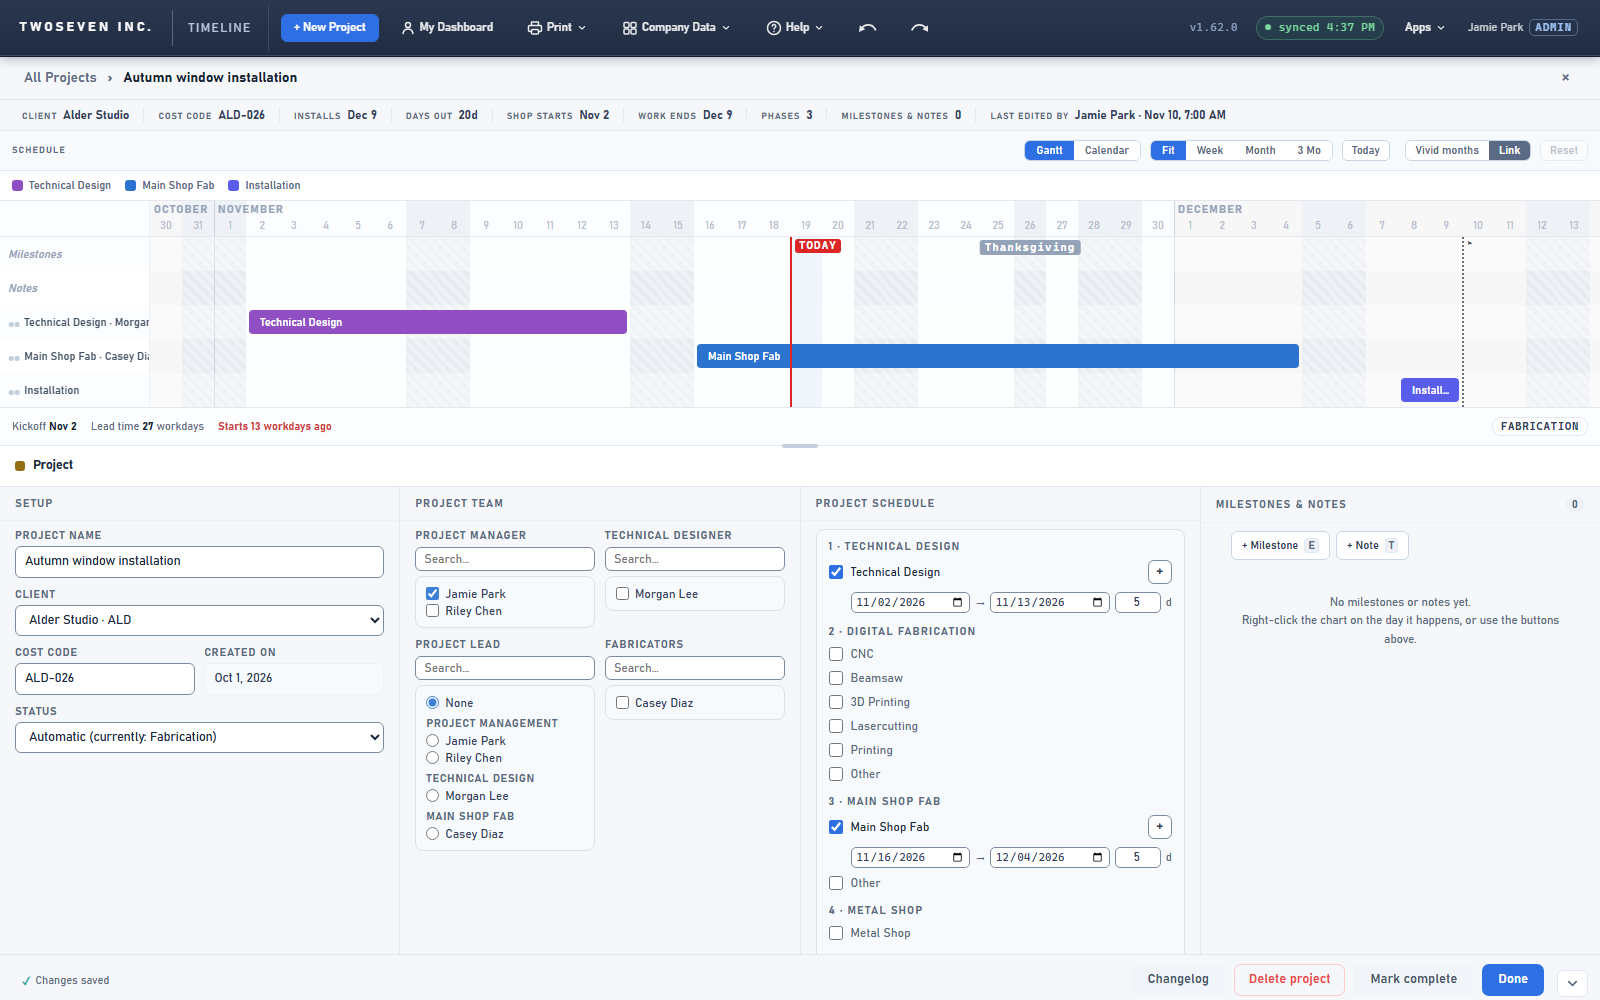 TWOSEVEN INC.
TIMELINE
+ New Project
My Dashboard
Print
Company Data
Help
v1.62.0
synced 4:37 PM
Apps
Jamie Park ADMIN
All Projects › Autumn window installation
×
CLIENT Alder Studio
COST CODE ALD-026
INSTALLS Dec 9
DAYS OUT 20d
SHOP STARTS Nov 2
WORK ENDS Dec 9
PHASES 3
MILESTONES & NOTES 0
LAST EDITED BY Jamie Park · Nov 10, 7:00 AM
SCHEDULE
Gantt Calendar
Fit Week Month 3 Mo
Today
Vivid months Link
Reset
Technical Design Main Shop Fab Installation
OCTOBER NOVEMBER DECEMBER
30 31 1 2 3 4 5 6 7 8 9 10 11 12 13 14 15 16 17 18 19 20 21 22 23 24 25 26 27 28 29 30 1 2 3 4 5 6 7 8 9 10 11 12 13
Milestones
TODAY
Thanksgiving
Notes
Technical Design · Morgan
Technical Design
Main Shop Fab · Casey Dia
Main Shop Fab
Installation
Install...
Kickoff Nov 2 Lead time 27 workdays Starts 13 workdays ago
FABRICATION
Project
SETUP
PROJECT NAME
Autumn window installation
CLIENT
Alder Studio · ALD
COST CODE CREATED ON
ALD-026 Oct 1, 2026
STATUS
Automatic (currently: Fabrication)
PROJECT TEAM
PROJECT MANAGER
Search...
Jamie Park
Riley Chen
TECHNICAL DESIGNER
Search...
Morgan Lee
PROJECT LEAD
Search...
None
PROJECT MANAGEMENT
Jamie Park
Riley Chen
TECHNICAL DESIGN
Morgan Lee
MAIN SHOP FAB
Casey Diaz
FABRICATORS
Search...
Casey Diaz
PROJECT SCHEDULE
1 · TECHNICAL DESIGN
Technical Design +
11/02/2026 → 11/13/2026 5 d
2 · DIGITAL FABRICATION
CNC
Beamsaw
3D Printing
Lasercutting
Printing
Other
3 · MAIN SHOP FAB
Main Shop Fab +
11/16/2026 → 12/04/2026 5 d
Other
4 · METAL SHOP
Metal Shop
MILESTONES & NOTES 0
+ Milestone E + Note T
No milestones or notes yet.
Right-click the chart on the day it happens, or use the buttons
above.
✓ Changes saved
Changelog
Delete project
Mark complete
Done